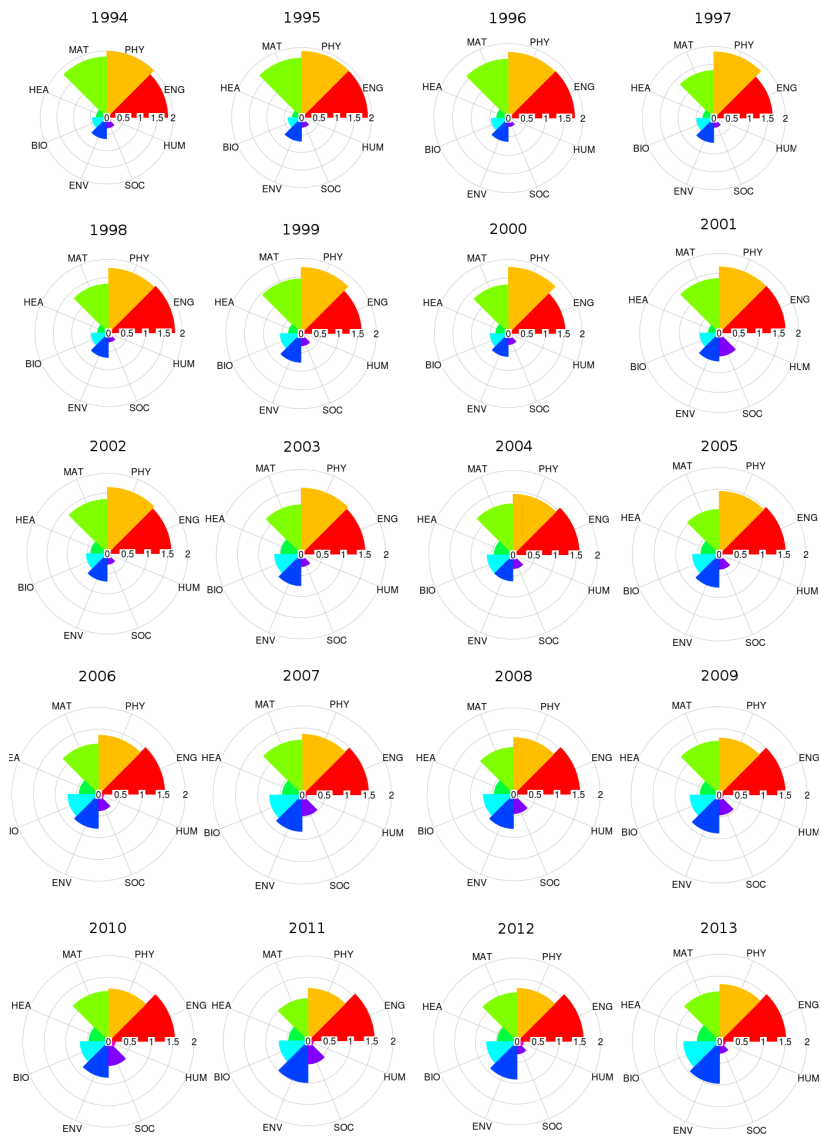 1994 1995 1996 1997
MAT PHY MAT PHY MAT PHY MAT PHY
HEA ENG HEA ENG HEA ENG HEA ENG
0 0.5 1 1.5 2 0 0.5 1 1.5 2 0 0.5 1 1.5 2 0 0.5 1 1.5 2
BIO HUM BIO HUM BIO HUM BIO HUM
ENV SOC ENV SOC ENV SOC ENV SOC
1998 1999 2000 2001
MAT PHY MAT PHY MAT PHY MAT PHY
HEA ENG HEA ENG HEA ENG HEA ENG
0 0.5 1 1.5 2 0 0.5 1 1.5 2 0 0.5 1 1.5 2 0 0.5 1 1.5 2
BIO HUM BIO HUM BIO HUM BIO HUM
ENV SOC ENV SOC ENV SOC ENV SOC
2002 2003 2004 2005
MAT PHY MAT PHY MAT PHY MAT PHY
HEA ENG HEA ENG HEA ENG HEA ENG
0 0.5 1 1.5 2 0 0.5 1 1.5 2 0 0.5 1 1.5 2 0 0.5 1 1.5 2
BIO HUM BIO HUM BIO HUM BIO HUM
ENV SOC ENV SOC ENV SOC ENV SOC
2006 2007 2008 2009
MAT PHY MAT PHY MAT PHY MAT PHY
EA ENG HEA ENG HEA ENG HEA ENG
0 0.5 1 1.5 2 0 0.5 1 1.5 2 0 0.5 1 1.5 2 0 0.5 1 1.5 2
IO HUM BIO HUM BIO HUM BIO HUM
ENV SOC ENV SOC ENV SOC ENV SOC
2010 2011 2012 2013
MAT PHY MAT PHY MAT PHY MAT PHY
HEA ENG HEA ENG HEA ENG HEA ENG
0 0.5 1 1.5 2 0 0.5 1 1.5 2 0 0.5 1 1.5 2 0 0.5 1 1.5 2
BIO HUM BIO HUM BIO HUM BIO HUM
ENV SOC ENV SOC ENV SOC ENV SOC